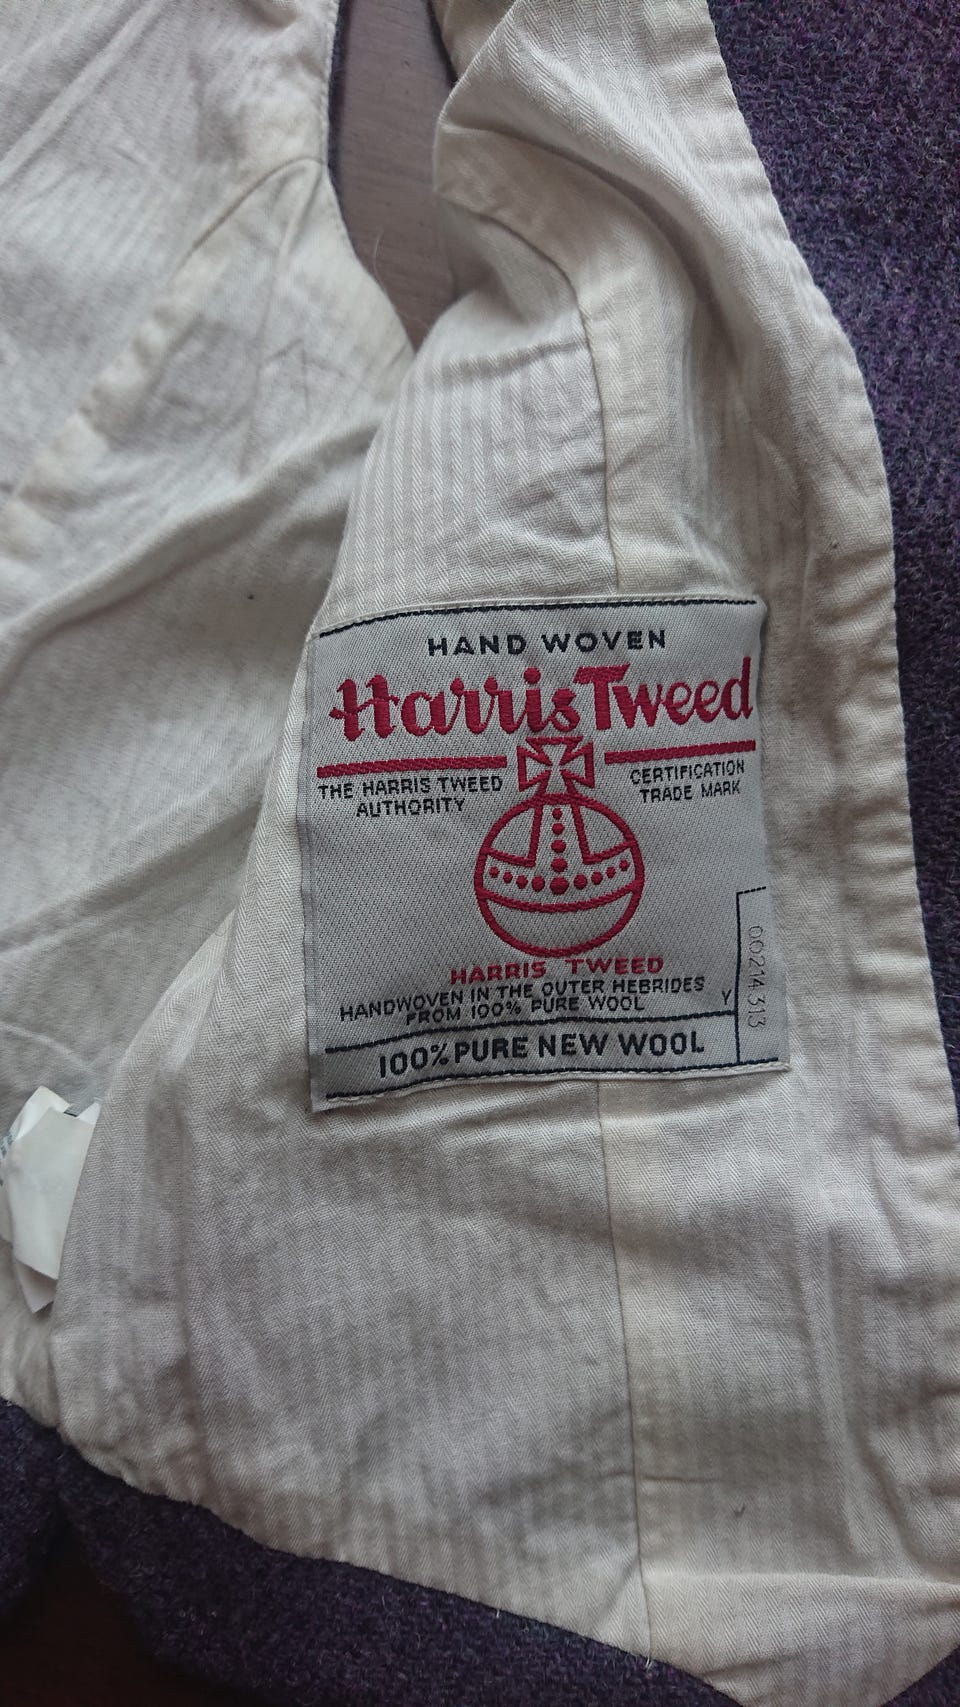 HAND WOVEN
Harris Tweed
THE HARRIS TWEED
AUTHORITY
CERTIFICATION
TRADE MARK
HARRIS TWEED
HANDWOVEN IN THE OUTER HEBRIDES
FROM 100% PURE WOOL
Y
00214 313
100% PURE NEW WOOL